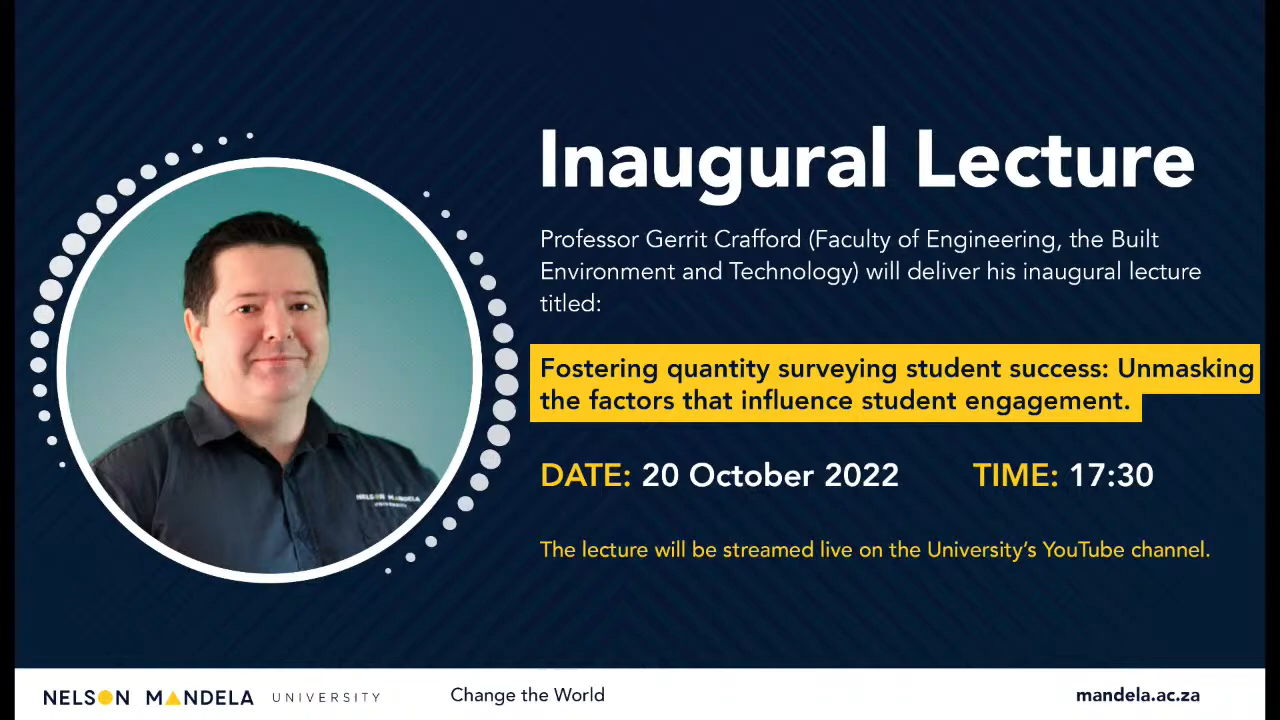 Inaugural Lecture
Professor Gerrit Crafford (Faculty of Engineering, the Built
Environment and Technology) will deliver his inaugural lecture
titled:
Fostering quantity surveying student success: Unmasking
the factors that influence student engagement.
DATE: 20 October 2022 TIME: 17:30
The lecture will be streamed live on the University's YouTube channel.
NELSON MANDELA
UNIVERSITY
NELSON MANDELA UNIVERSITY
Change the World
mandela.ac.za